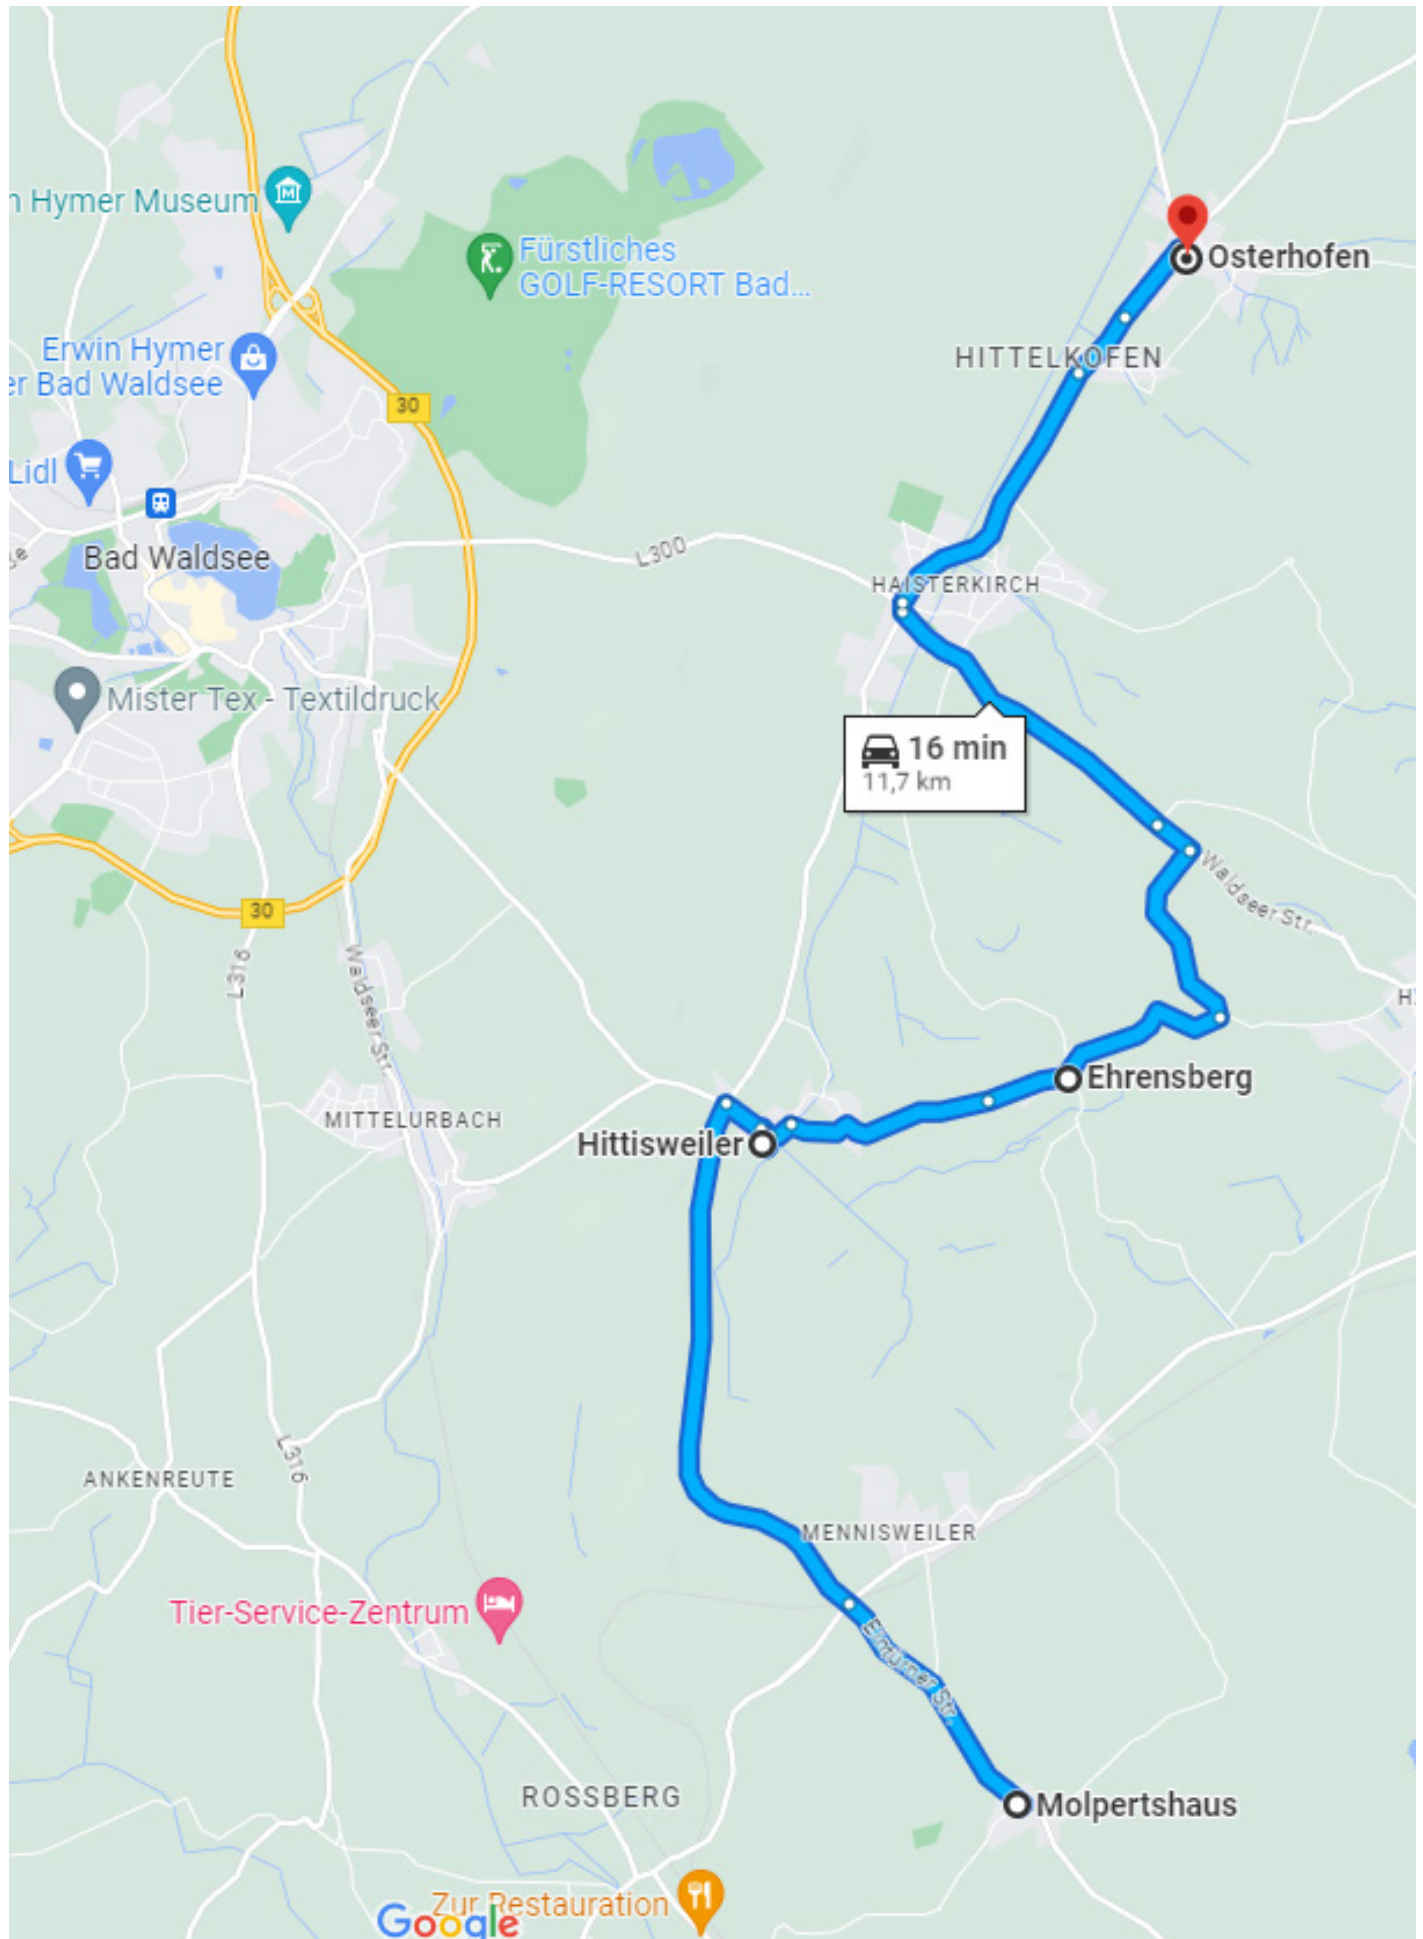 n Hymer Museum
Fürstliches
GOLF-RESORT Bad...
Osterhofen
Erwin Hymer
er Bad Waldsee
HITTELKOFEN
30
Lidl
L300
Bad Waldsee
HAISTERKIRCH
Mister Tex - Textildruck
16 min
11,7 km
Waldseer Str.
30
L316
Waldseer Str.
Ehrensberg
MITTELURBACH
Hittisweiler
ANKENREUTE
L316
MENNISWEILER
Tier-Service-Zentrum
Eintürner Str.
ROSSBERG
Molpertshaus
Zur Restauration
Google